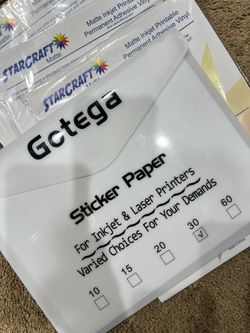 Matte Inkjet Printable
Permanent Adhesive Vinyl
STARCRAFT
Matte
Matte Inkjet Printable
Permanent Adhesive Vinyl
STARCRAFT
Gotega
Sticker Paper
For Inkjet & Laser Printers
Varied Choices For Your Demands
10 15 20 30 60